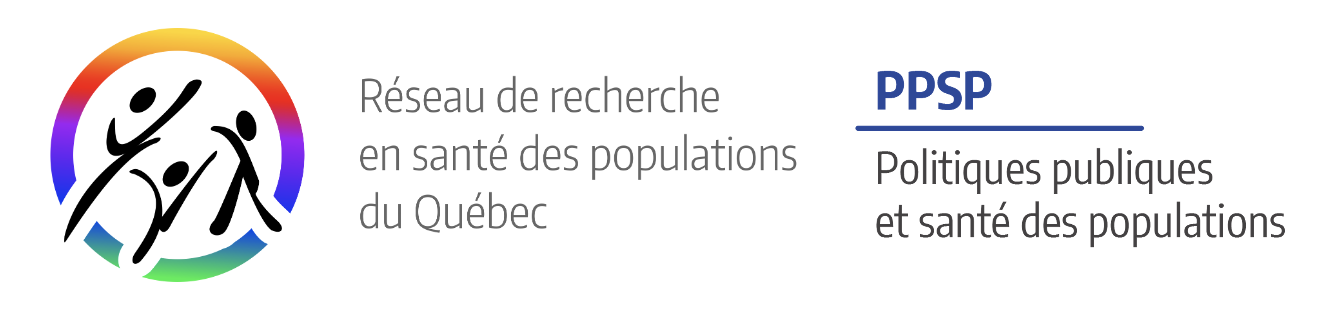 Réseau de recherche
en santé des populations
du Québec
PPSP
Politiques publiques
et santé des populations